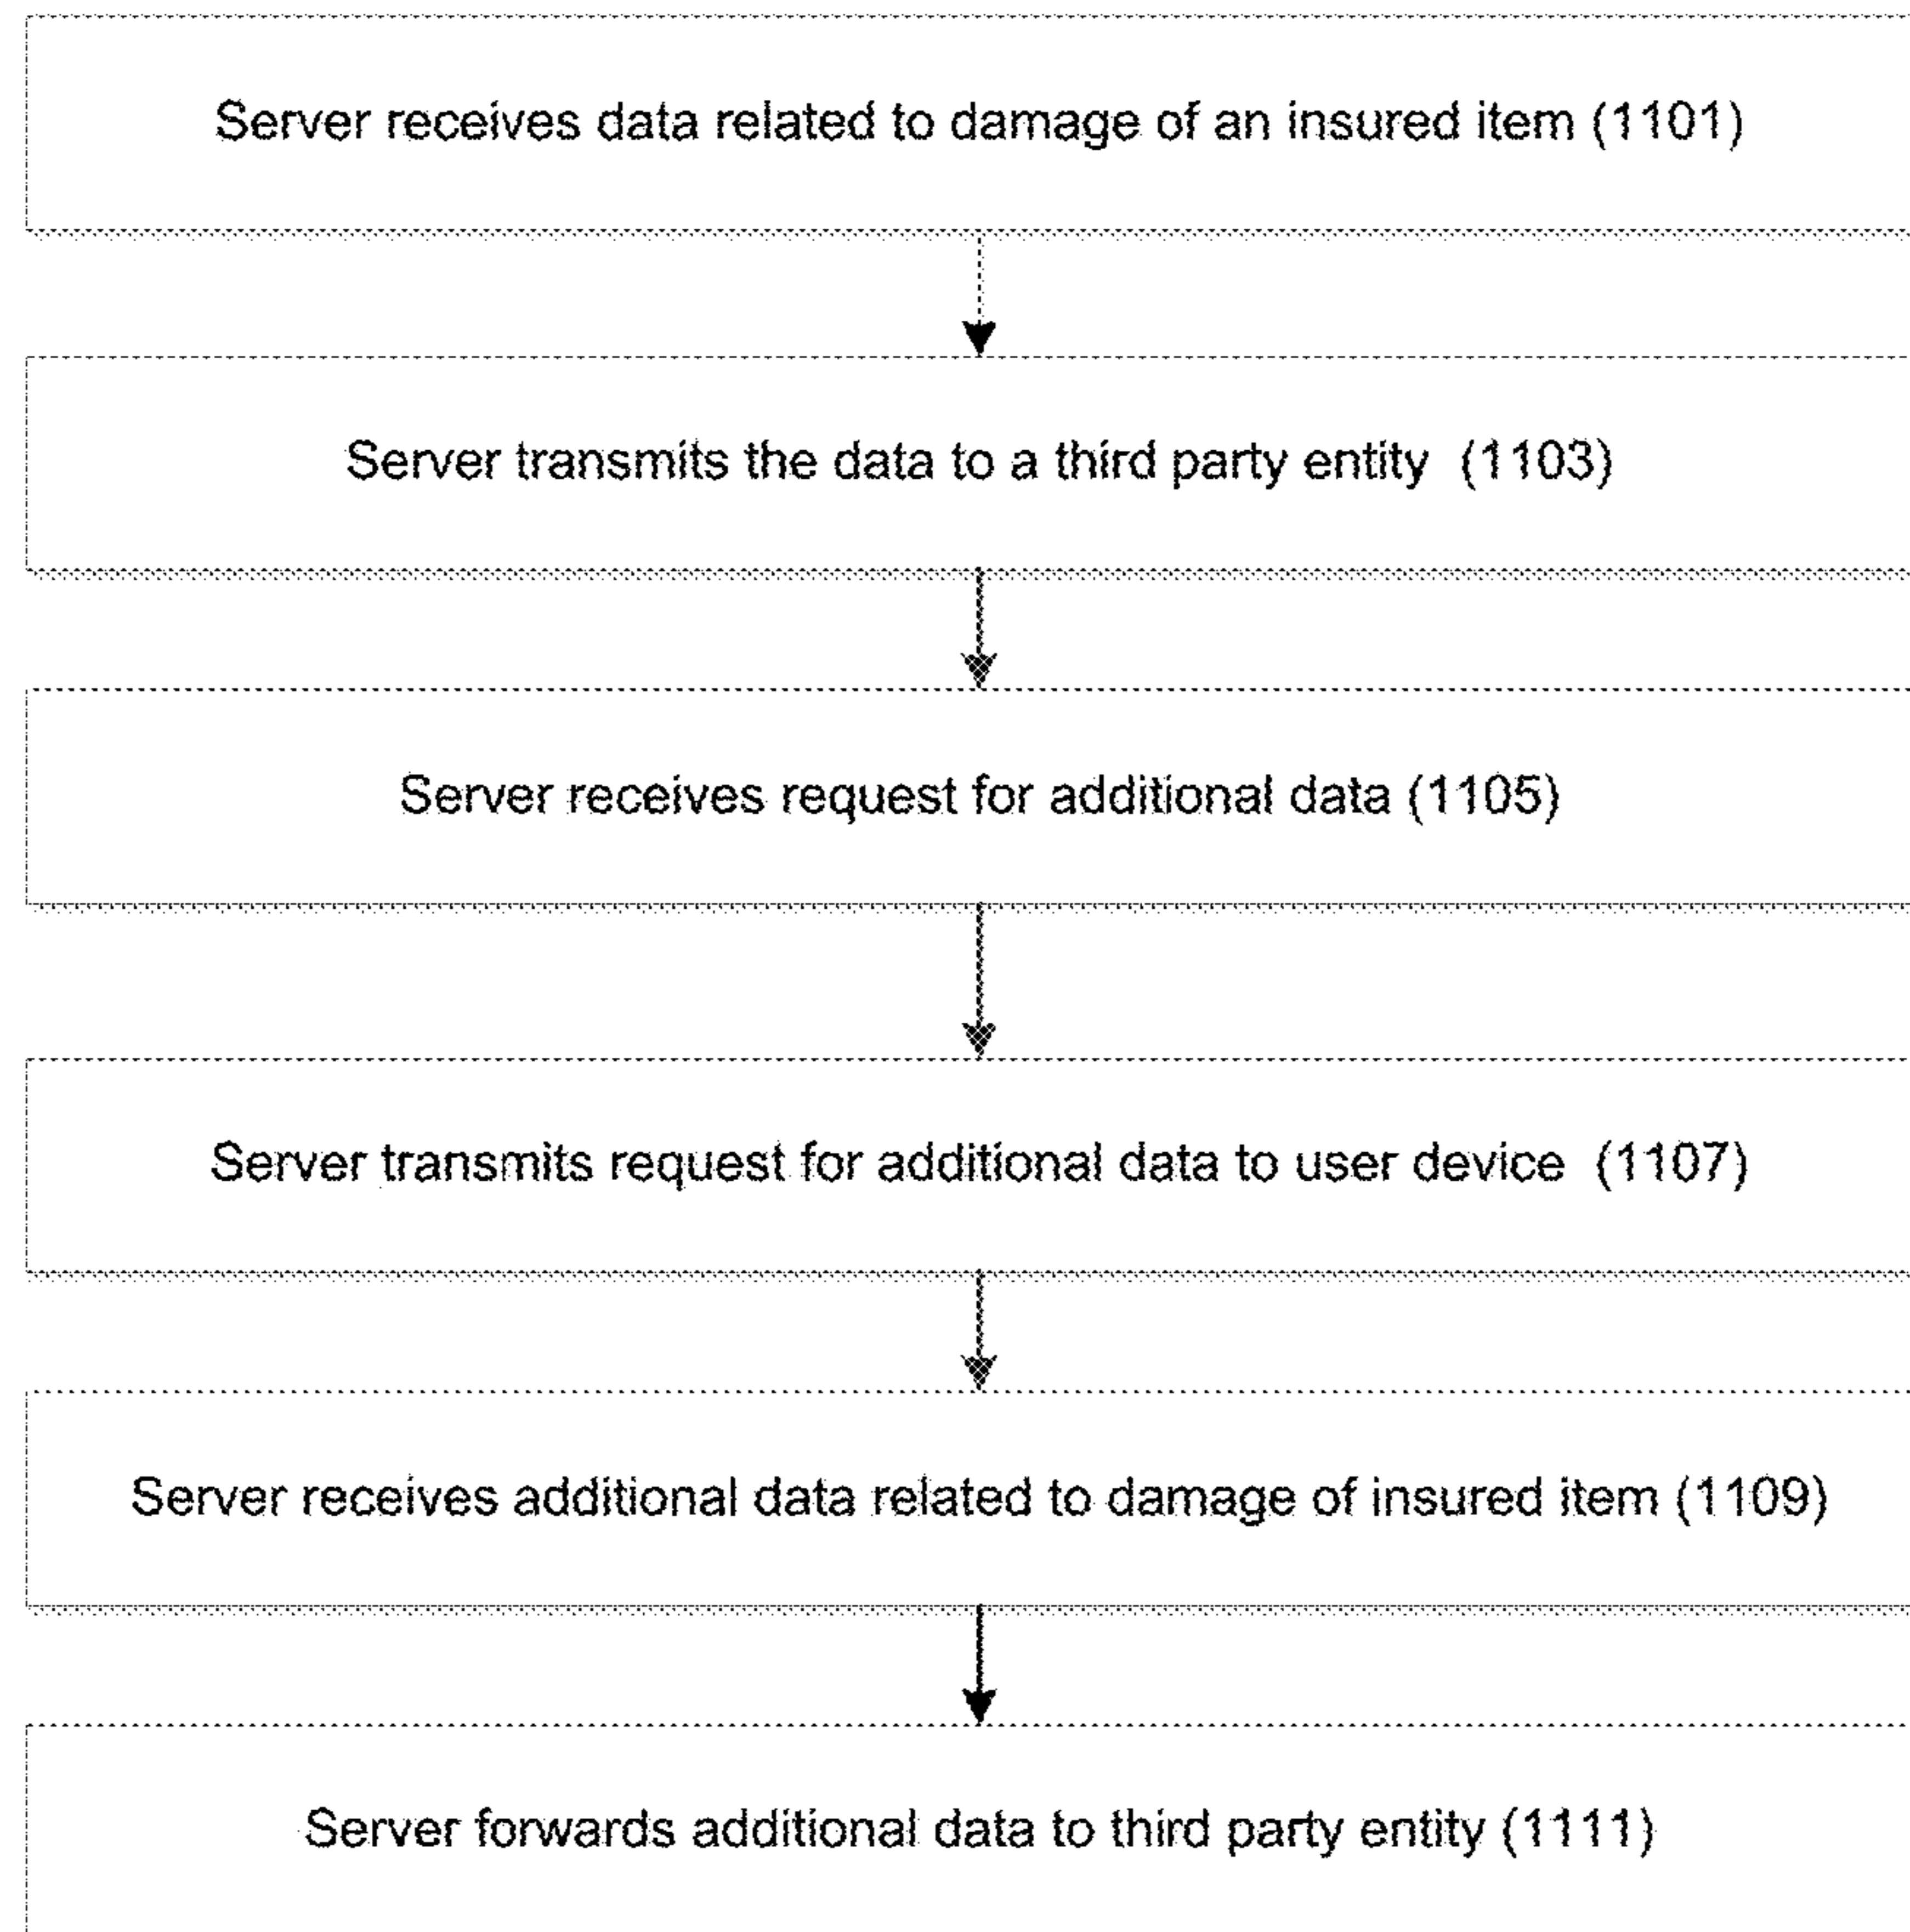 Server receives data related to damage of an insured item (1101)
Server transmits the data to a third party entity (1103)
Server receives request for additional data (1105)
Server transmits request for additional data to user device (1107)
Server receives additional data related to damage of insured item (1109)
Server forwards additional data to third party entity (1111)